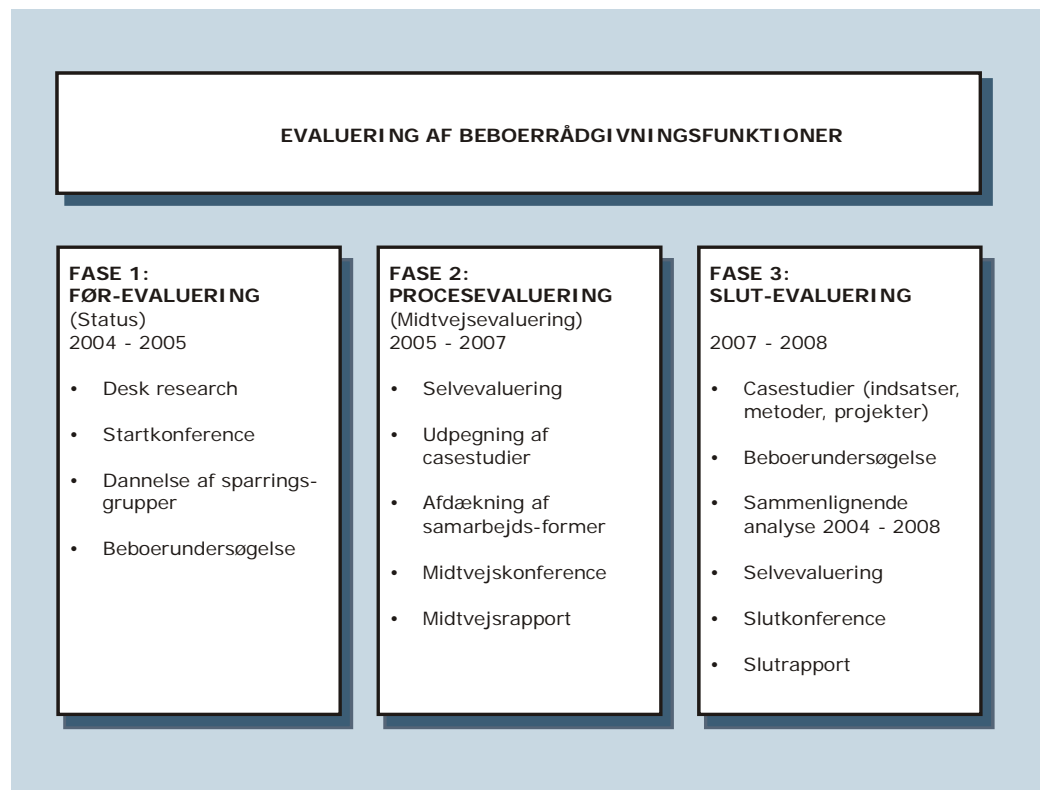 EVALUERING AF BEBOERRÅDGIVNINGSFUNKTIONER
FASE 1:
FØR-EVALUERING
(Status)
2004 - 2005
• Desk research
• Startkonference
• Dannelse af sparrings-
grupper
• Beboerundersøgelse
FASE 2:
PROCESEVALUERING
(Midtvejsevaluering)
2005 - 2007
• Selvevaluering
• Udpegning af
casestudier
• Afdækning af
samarbejds-former
• Midtvejskonference
• Midtvejsrapport
FASE 3:
SLUT-EVALUERING
2007 - 2008
• Casestudier (indsatser,
metoder, projekter)
• Beboerundersøgelse
• Sammenlignende
analyse 2004 - 2008
• Selvevaluering
• Slutkonference
• Slutrapport